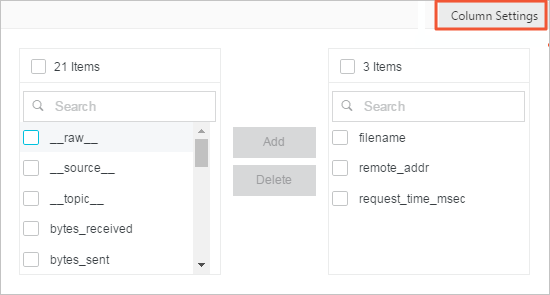 Column Settings
21 Items
Search
__raw__
__source__
__topic__
bytes_received
bytes_sent
Add
Delete
3 Items
Search
filename
remote_addr
request_time_msec